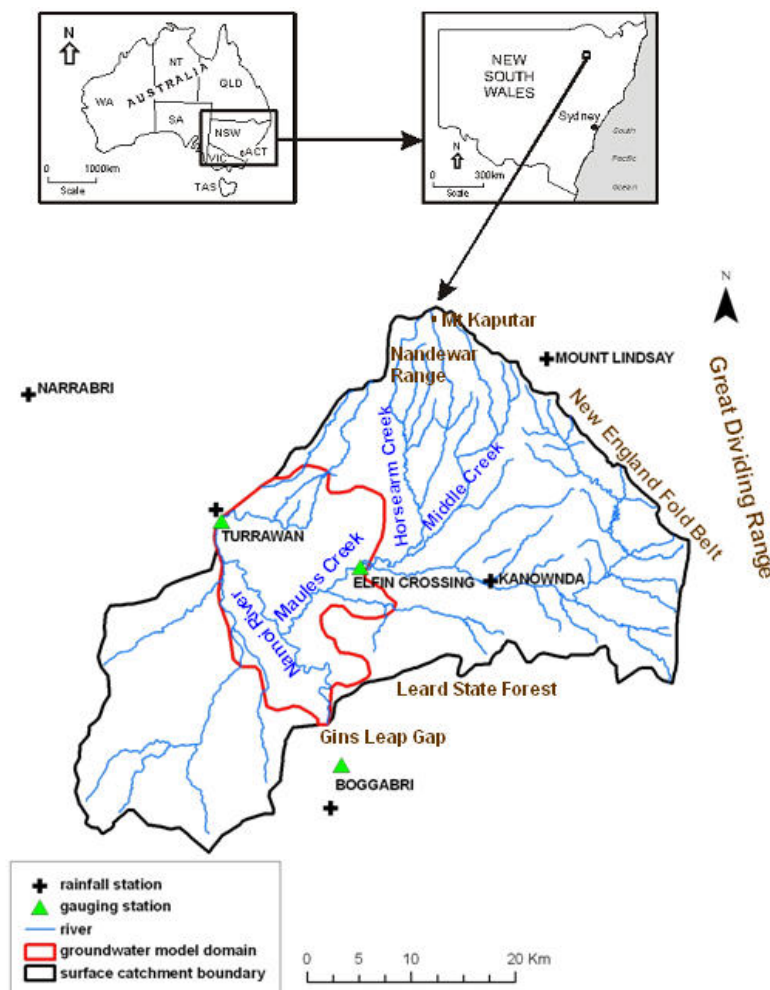 N
NT
AUSTRALIA
QLD
WA
SA
NSW
ACT
VIC
0 1000km
Scale
TAS
NEW
SOUTH
WALES
Sydney
N
0 300km
Scale
South
Pacific
Ocean
N
Mt Kaputar
Nandewar
Range
MOUNT LINDSAY
NARRABRI
New England Fold Belt
Great Dividing Range
Horsearm Creek
Middle Creek
TURRAWAN
Maules Creek
ELFIN CROSSING
KANOWNDA
Namoi River
Leard State Forest
Gins Leap Gap
BOGGABRI
rainfall station
gauging station
river
groundwater model domain
surface catchment boundary
0 5 10 20 Km